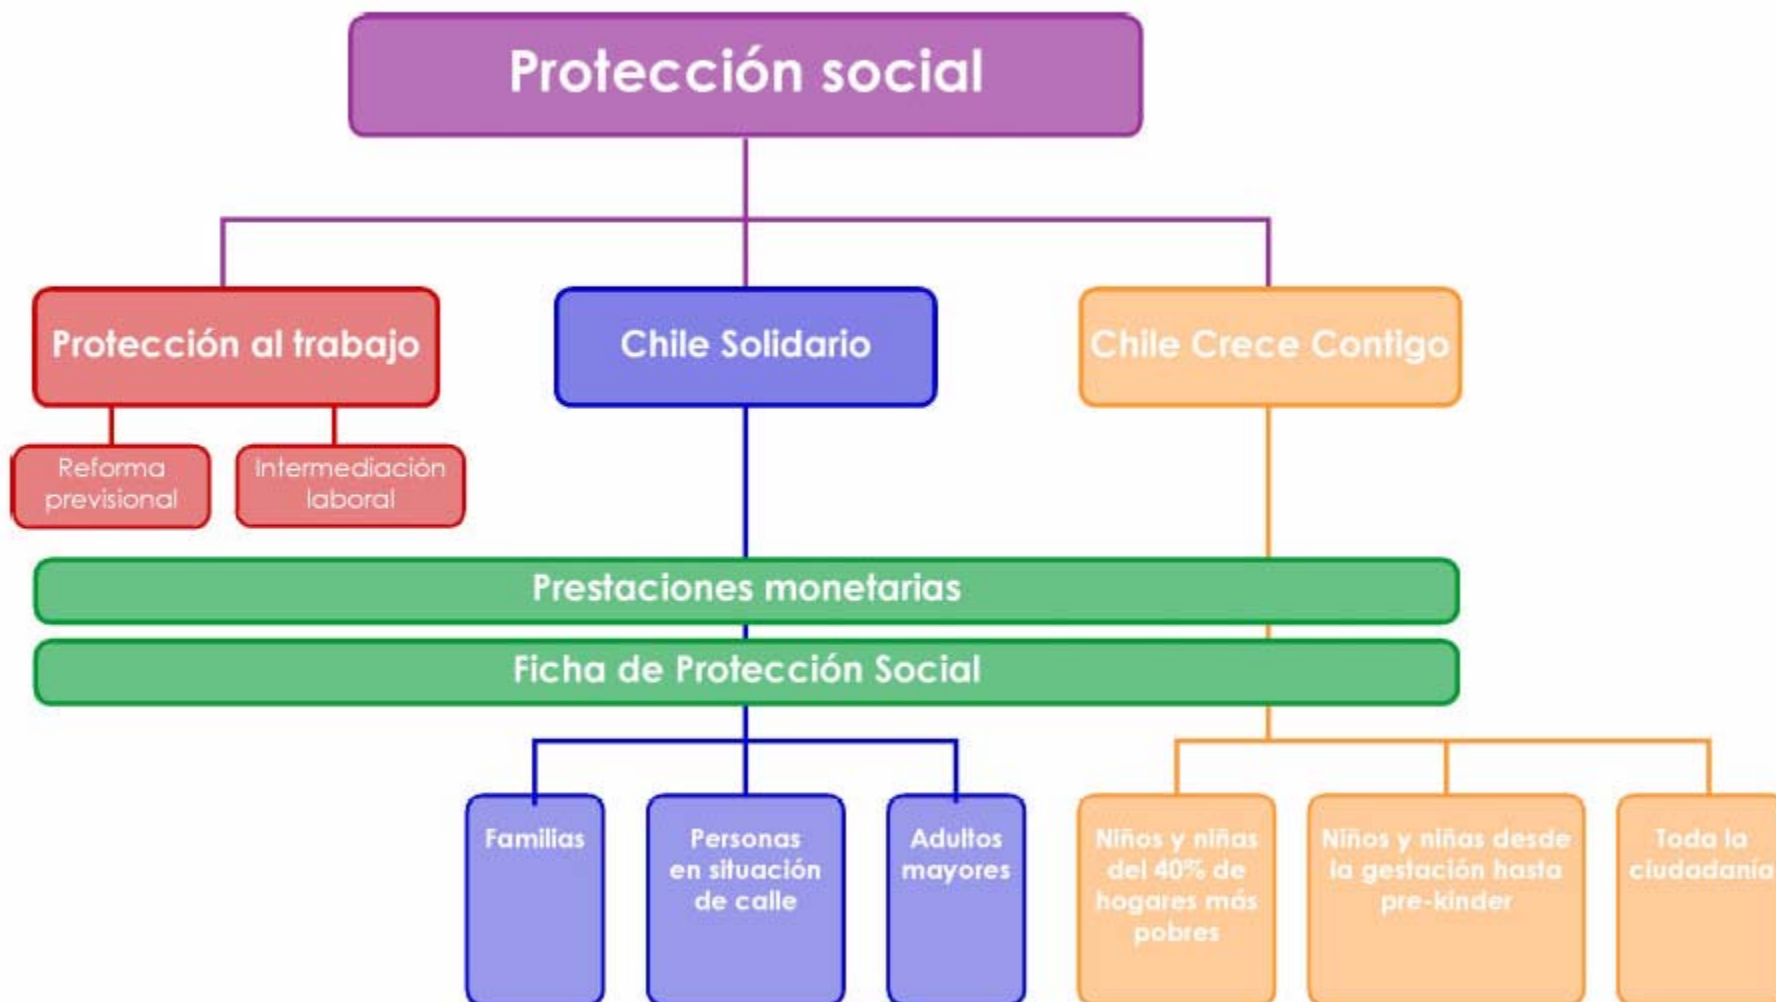 Protección social
Protección al trabajo
Chile Solidario
Chile Crece Contigo
Reforma
previsional
Intermediación
laboral
Prestaciones monetarias
Ficha de Protección Social
Familias
Personas
en situación
de calle
Adultos
mayores
Niños y niñas
del 40% de
hogares más
pobres
Niños y niñas desde
la gestación hasta
pre-kinder
Toda la
ciudadanía